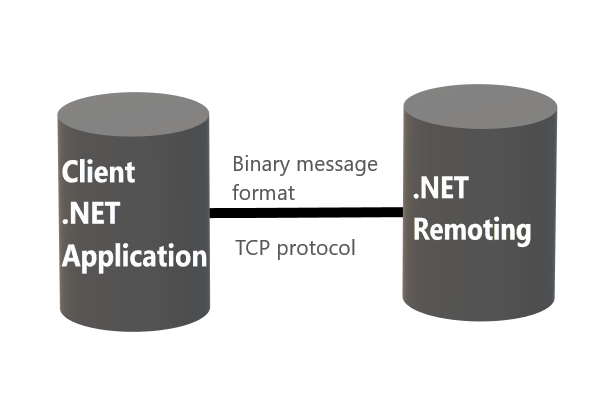 Client
.NET
Application
Binary message
format
TCP protocol
.NET
Remoting